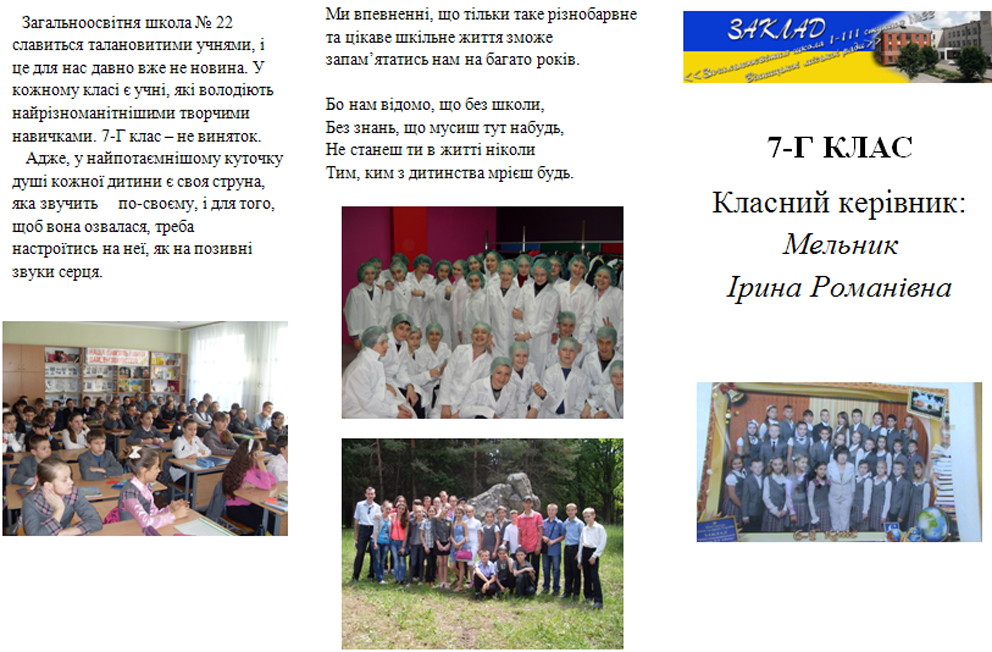 Загальноосвітня школа № 22
славиться талановитими учнями, і
це для нас давно вже не новина. У
кожному класі є учні, які володіють
найрізноманітнішими творчими
навичками. 7-Г клас – не виняток.
Адже, у найпотаємнішому куточку
душі кожної дитини є своя струна,
яка звучить по-своєму, і для того,
щоб вона озвалася, треба
настроїтись на неї, як на позивні
звуки серця.
Ми впевненні, що тільки таке різнобарвне
та цікаве шкільне життя зможе
запам’ятатись нам на багато років.
Бо нам відомо, що без школи,
Без знань, що мусиш тут набудь,
Не станеш ти в житті ніколи
Тим, ким з дитинства мрієш будь.
ЗАКЛАД
<<Загальноосвітня школа І-ІІІ ступенів №22
Вінницької міської ради>>
7-Г КЛАС
Класний керівник:
Мельник
Ірина Романівна